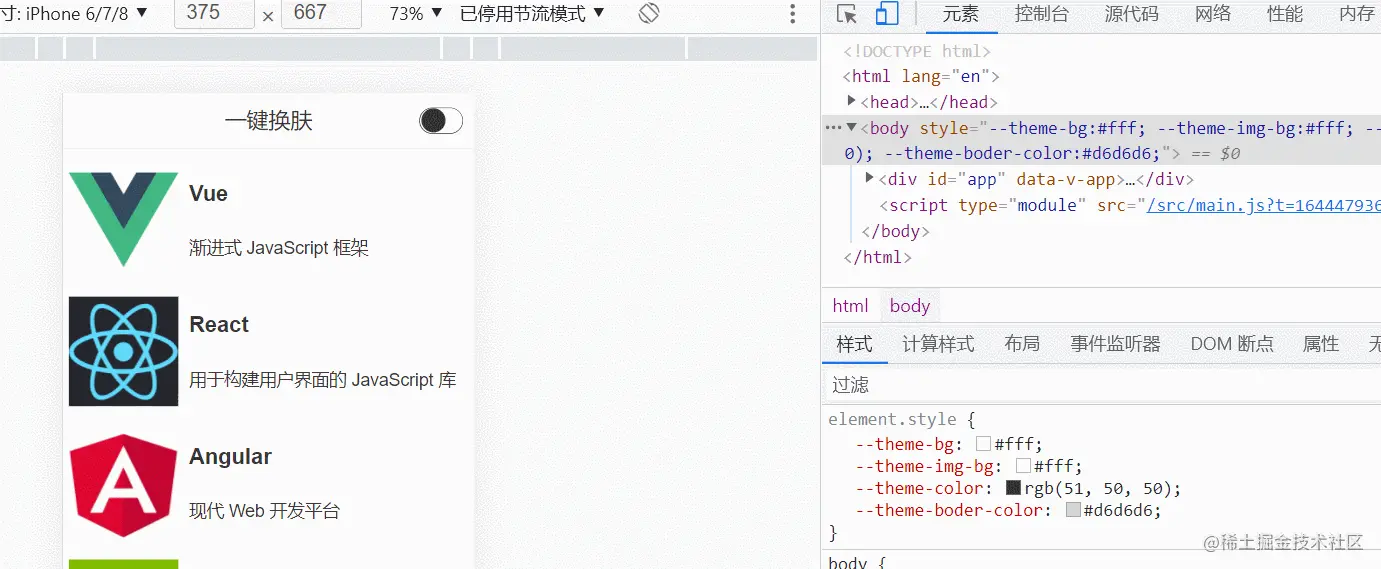 寸: iPhone 6/7/8 ▼ 375 × 667 73% ▼ 已停用节流模式 ▼
一键换肤
Vue
渐进式 JavaScript 框架
React
用于构建用户界面的 JavaScript 库
Angular
现代 Web 开发平台
元素 控制台 源代码 网络 性能 内存
<!DOCTYPE html>
<html lang="en">
▶<head>…</head>
···▼<body style="--theme-bg:#fff; --theme-img-bg:#fff; --
0); --theme-boder-color:#d6d6d6;"> == $0
▶<div id="app" data-v-app>…</div>
<script type="module" src="/src/main.js?t=164447936
</body>
</html>
html body
样式 计算样式 布局 事件监听器 DOM 断点 属性 无
过滤
element.style {
--theme-bg: #fff;
--theme-img-bg: #fff;
--theme-color: rgb(51, 50, 50);
--theme-boder-color: #d6d6d6;
}
@稀土掘金技术社区
body {